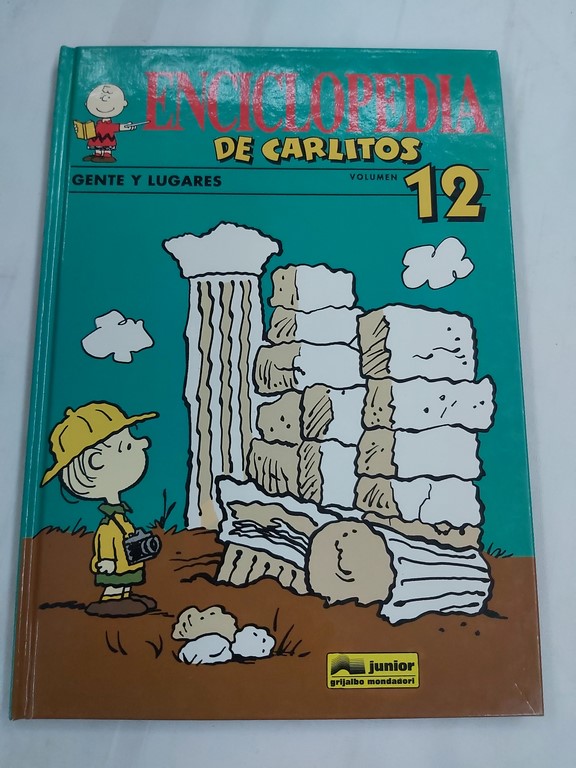 ENCICLOPEDIA
DE CARLITOS
GENTE Y LUGARES
VOLUMEN 12
junior
grijalbo mondadori